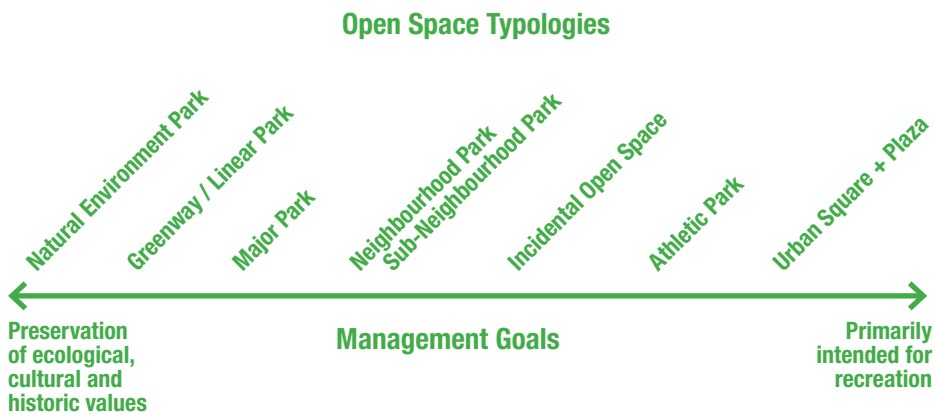 Open Space Typologies
Natural Environment Park
Greenway / Linear Park
Major Park
Neighbourhood Park
Sub-Neighbourhood Park
Incidental Open Space
Athletic Park
Urban Square + Plaza
Preservation
of ecological,
cultural and
historic values
Management Goals
Primarily
intended for
recreation